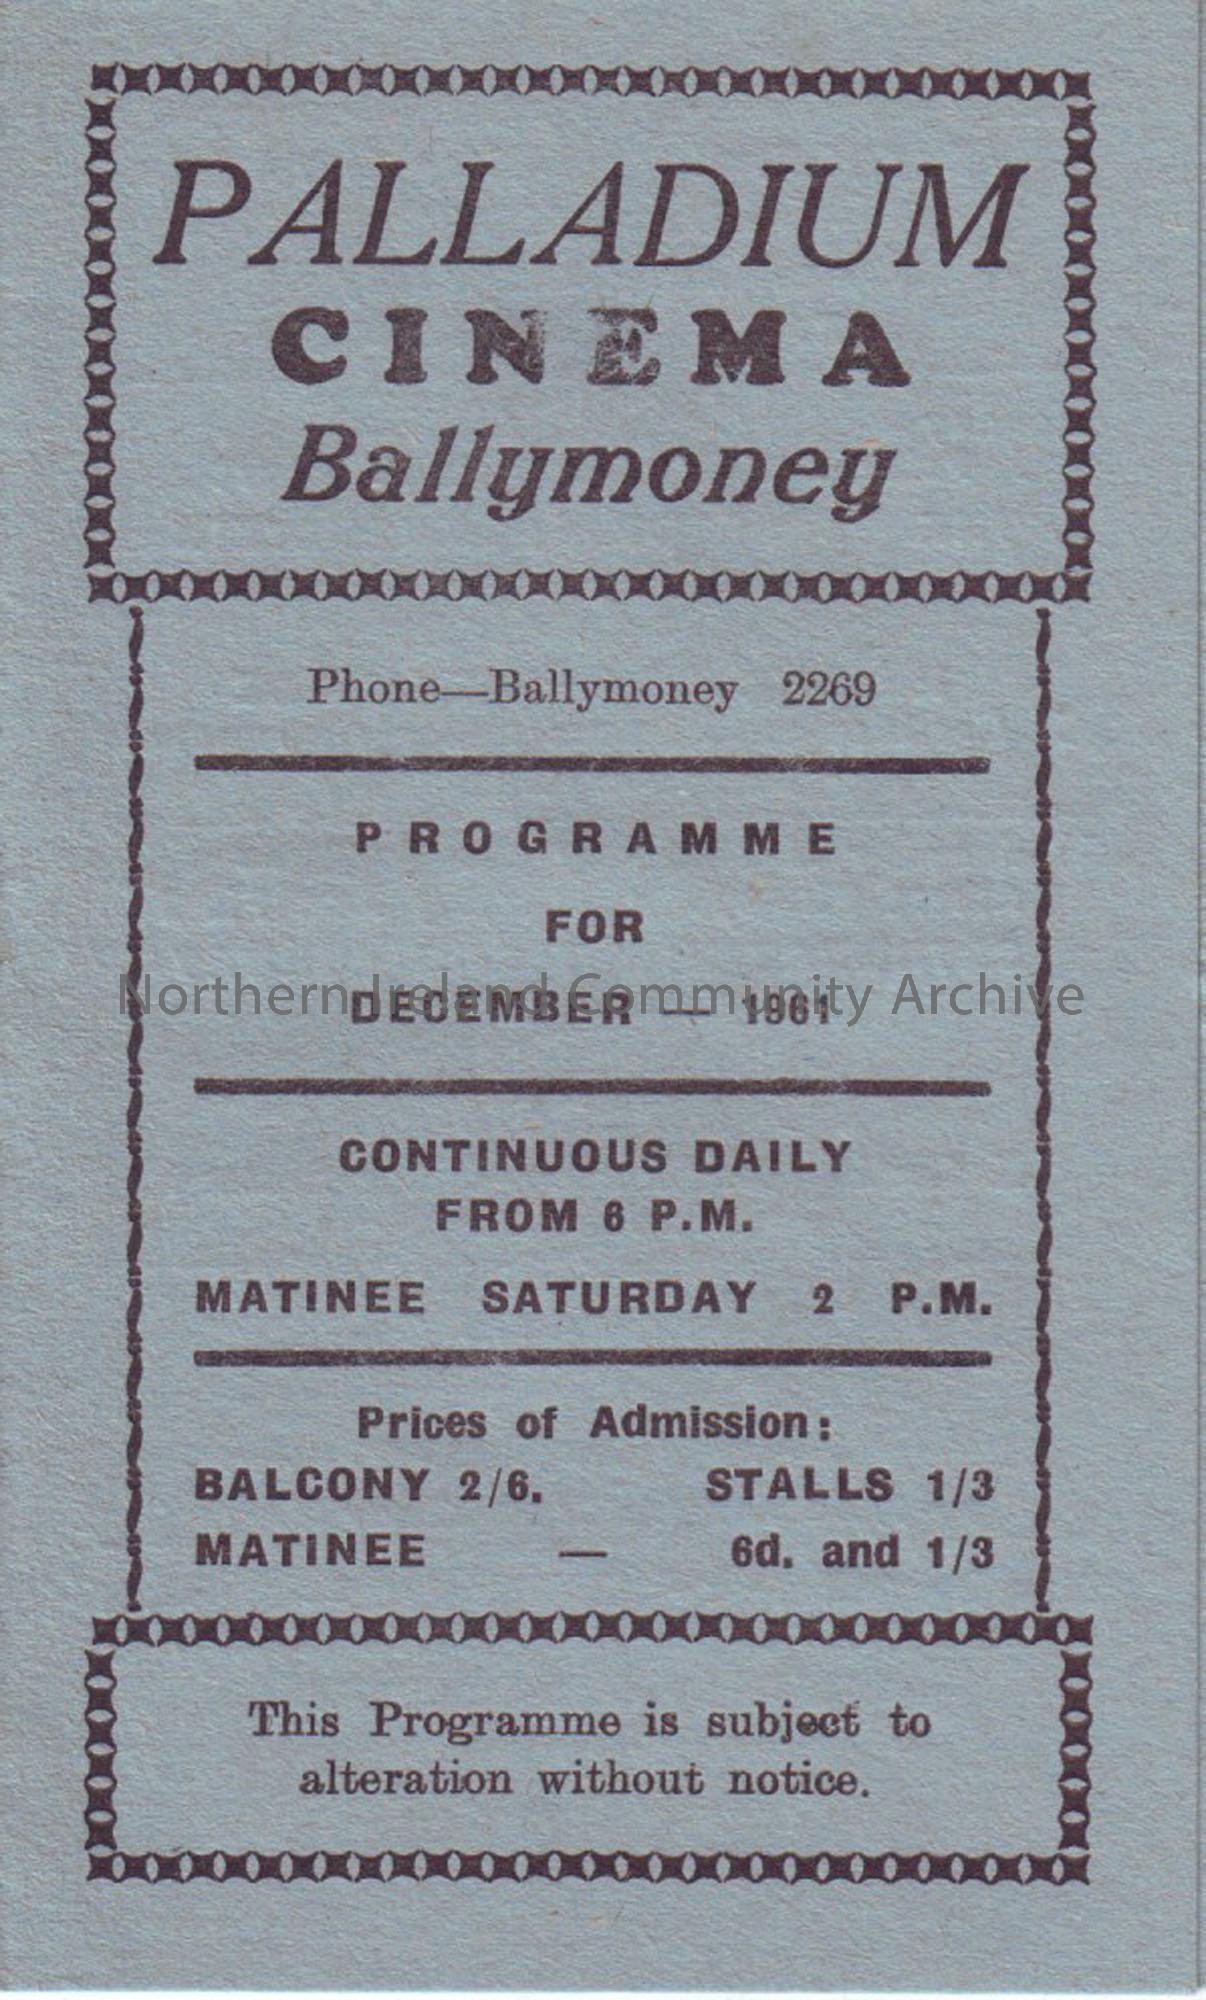 PALLADIUM
CINEMA
Ballymoney
Phone—Ballymoney 2269
PROGRAMME
FOR
DECEMBER — 1961
Northern Ireland Community Archive
CONTINUOUS DAILY
FROM 6 P.M.
MATINEE SATURDAY 2 P.M.
Prices of Admission:
BALCONY 2/6. STALLS 1/3
MATINEE — 6d. and 1/3
This Programme is subject to
alteration without notice.